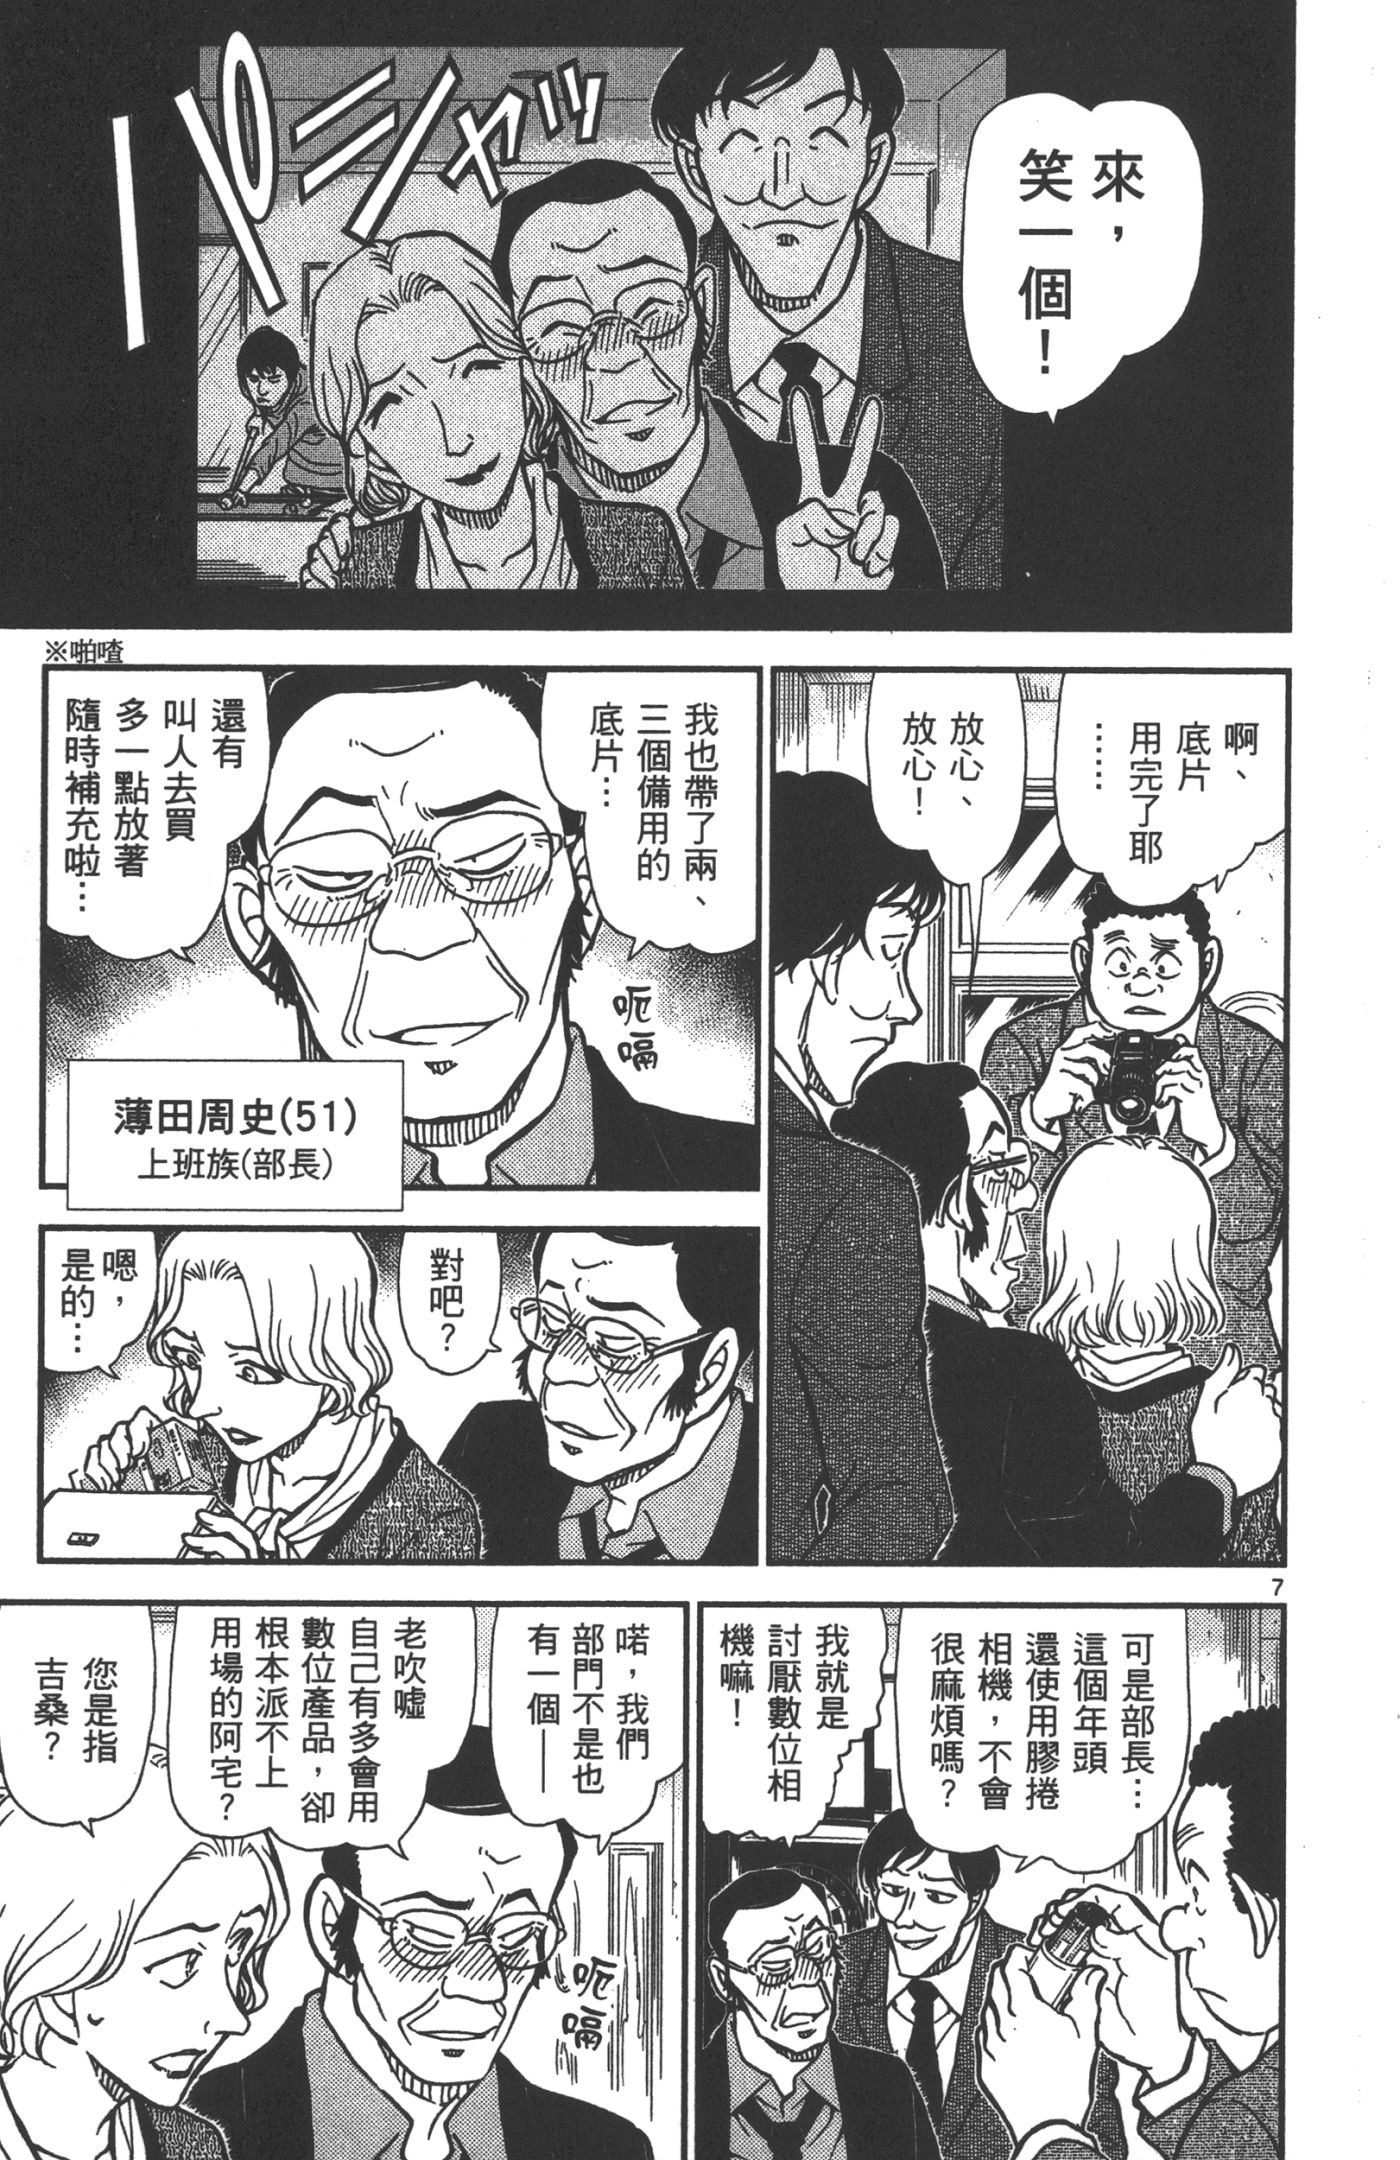 來，
笑一個！
パシャッ
※啪喳
啊、
底片
用完了耶
……
放心、
放心！
我也帶了兩、
三個備用的
底片…
還有
叫人去買
多一點放著
隨時補充啦…
呃嗝
薄田周史(51)
上班族(部長)
對吧？
嗯，
是的…
7
可是部長…
這個年頭
還使用膠捲
相機，不會
很麻煩嗎？
我就是
討厭數位相
機嘛！
喏，我們
部門不是也
有一個——
老吹噓
自己有多會用
數位產品，卻
根本派不上
用場的阿宅？
呃嗝
您是指
吉桑？